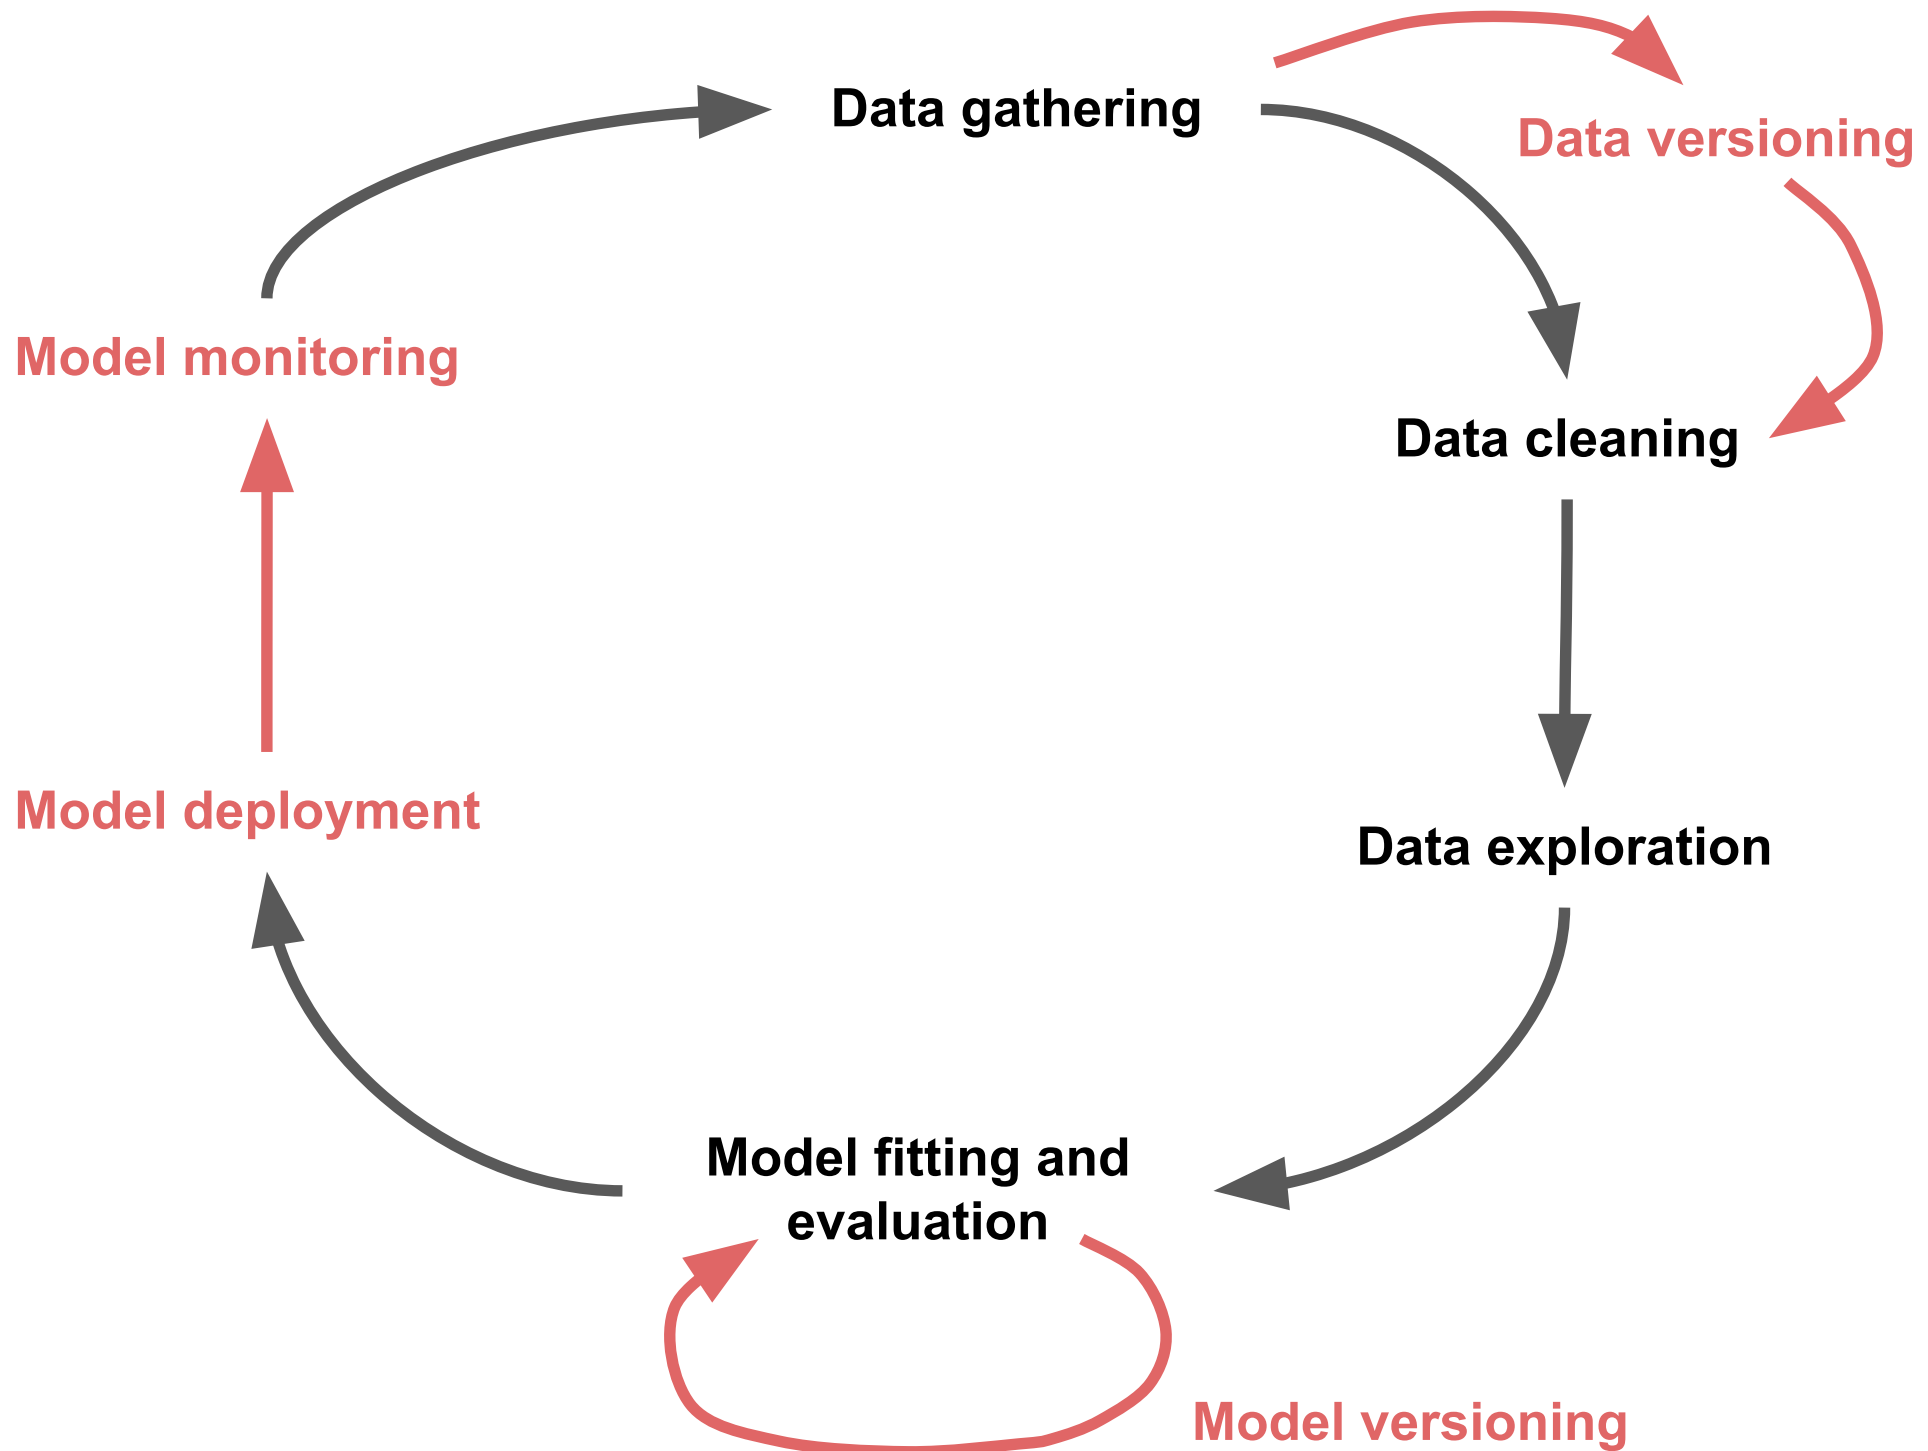 Data gathering
Data versioning
Model monitoring
Data cleaning
Model deployment
Data exploration
Model fitting and
evaluation
Model versioning